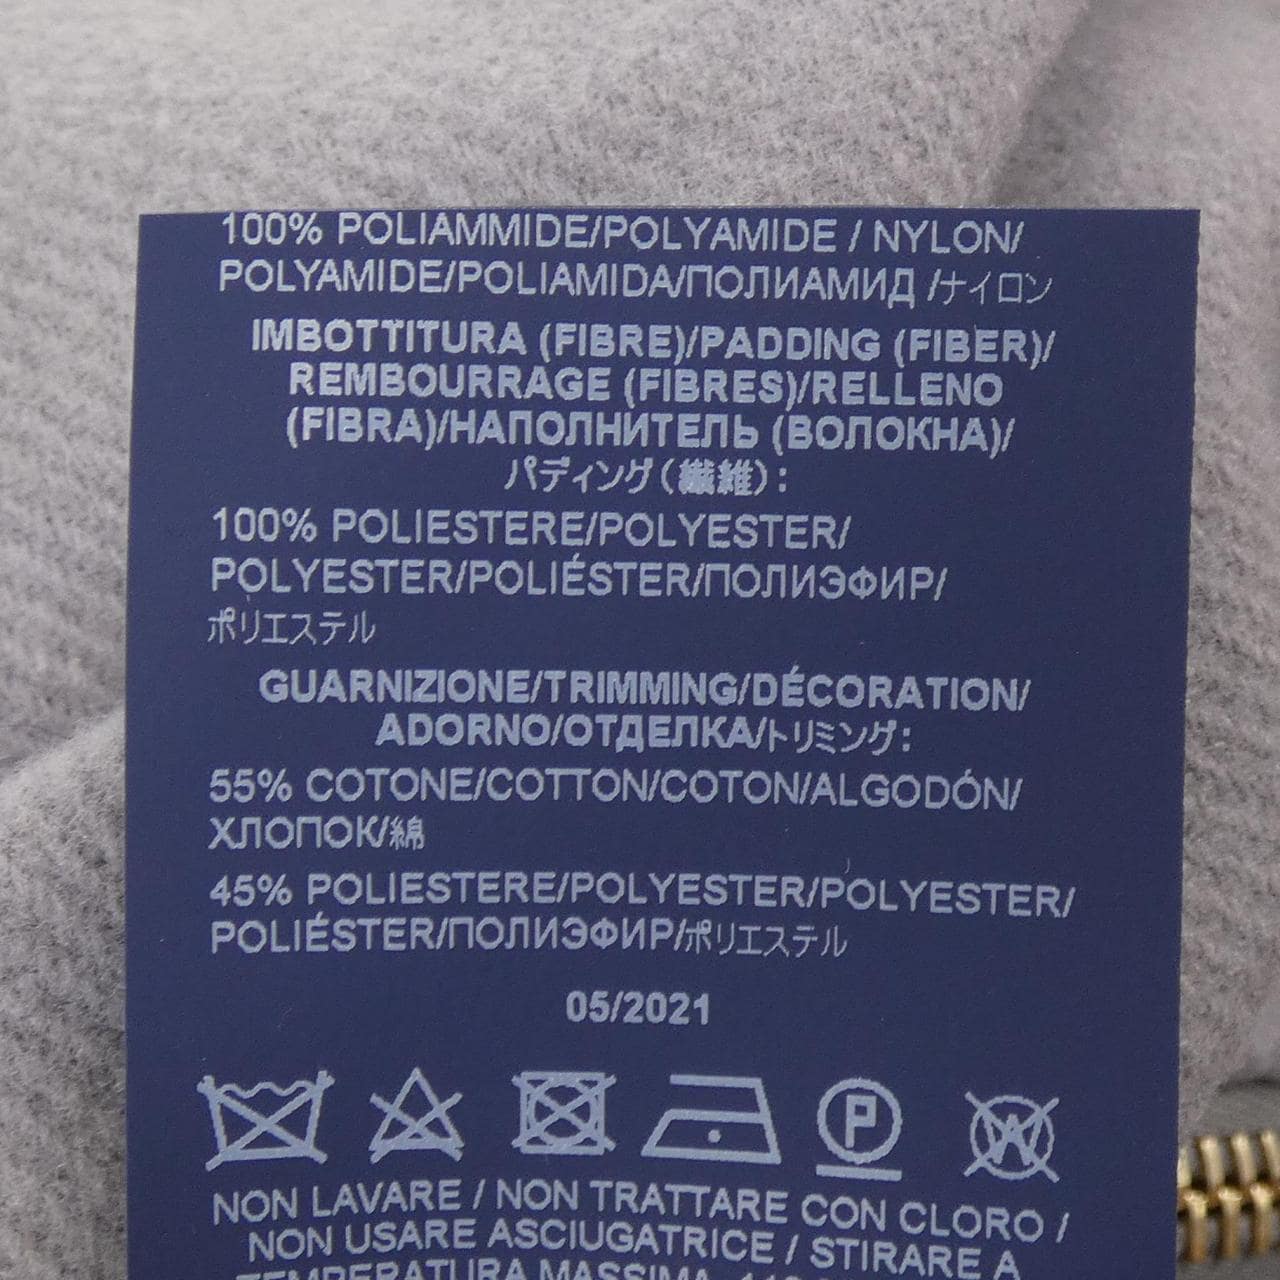 100% POLIAMMIDE/POLYAMIDE / NYLON/
POLYAMIDE/POLIAMIDA/ПОЛИАМИД /ナイロン
IMBOTTITURA (FIBRE)/PADDING (FIBER)/
REMBOURRAGE (FIBRES)/RELLENO
(FIBRA)/НАПОЛНИТЕЛЬ (ВОЛОКНА)/
パディング(繊維):
100% POLIESTERE/POLYESTER/
POLYESTER/POLIÉSTER/ПОЛИЭФИР/
ポリエステル
GUARNIZIONE/TRIMMING/DÉCORATION/
ADORNO/ОТДЕЛКА/トリミング:
55% COTONE/COTTON/COTON/ALGODÓN/
ХЛОПОК/綿
45% POLIESTERE/POLYESTER/POLYESTER/
POLIÉSTER/ПОЛИЭФИР/ポリエステル
05/2021
P W
NON LAVARE / NON TRATTARE CON CLORO /
NON USARE ASCIUGATRICE / STIRARE A
TEMPERATURA MASSIMA